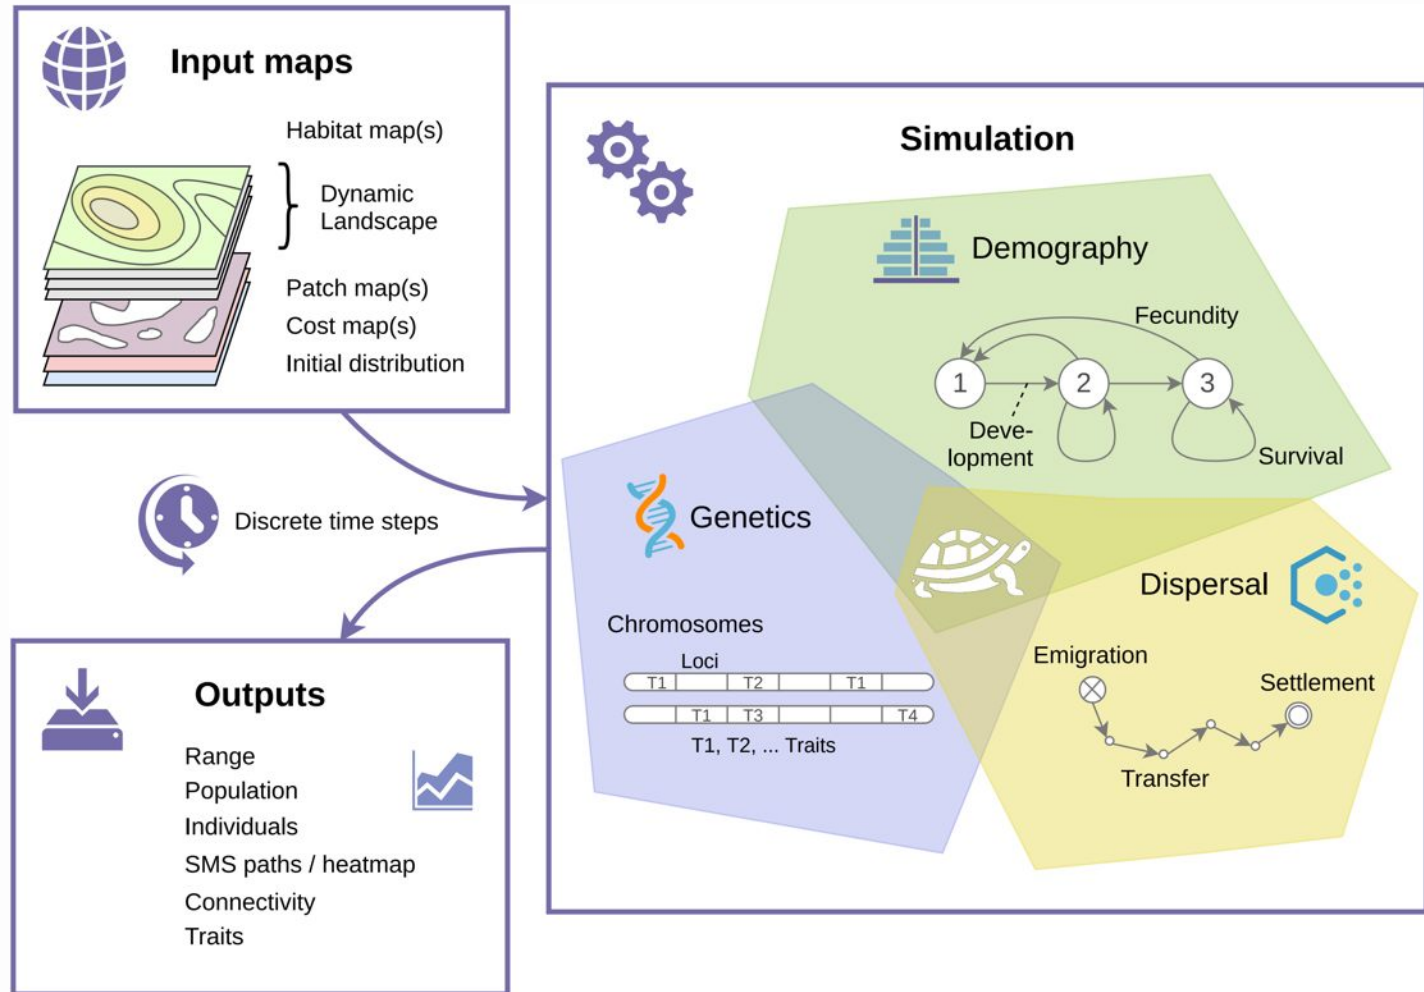 Input maps
Habitat map(s)
Dynamic
Landscape
Patch map(s)
Cost map(s)
Initial distribution
Discrete time steps
Outputs
Range
Population
Individuals
SMS paths / heatmap
Connectivity
Traits
Simulation
Demography
Fecundity
1
2
3
Deve-
lopment
Survival
Genetics
Chromosomes
Loci
T1 T2 T1
T1 T3 T4
T1, T2, ... Traits
Dispersal
Emigration
Settlement
Transfer